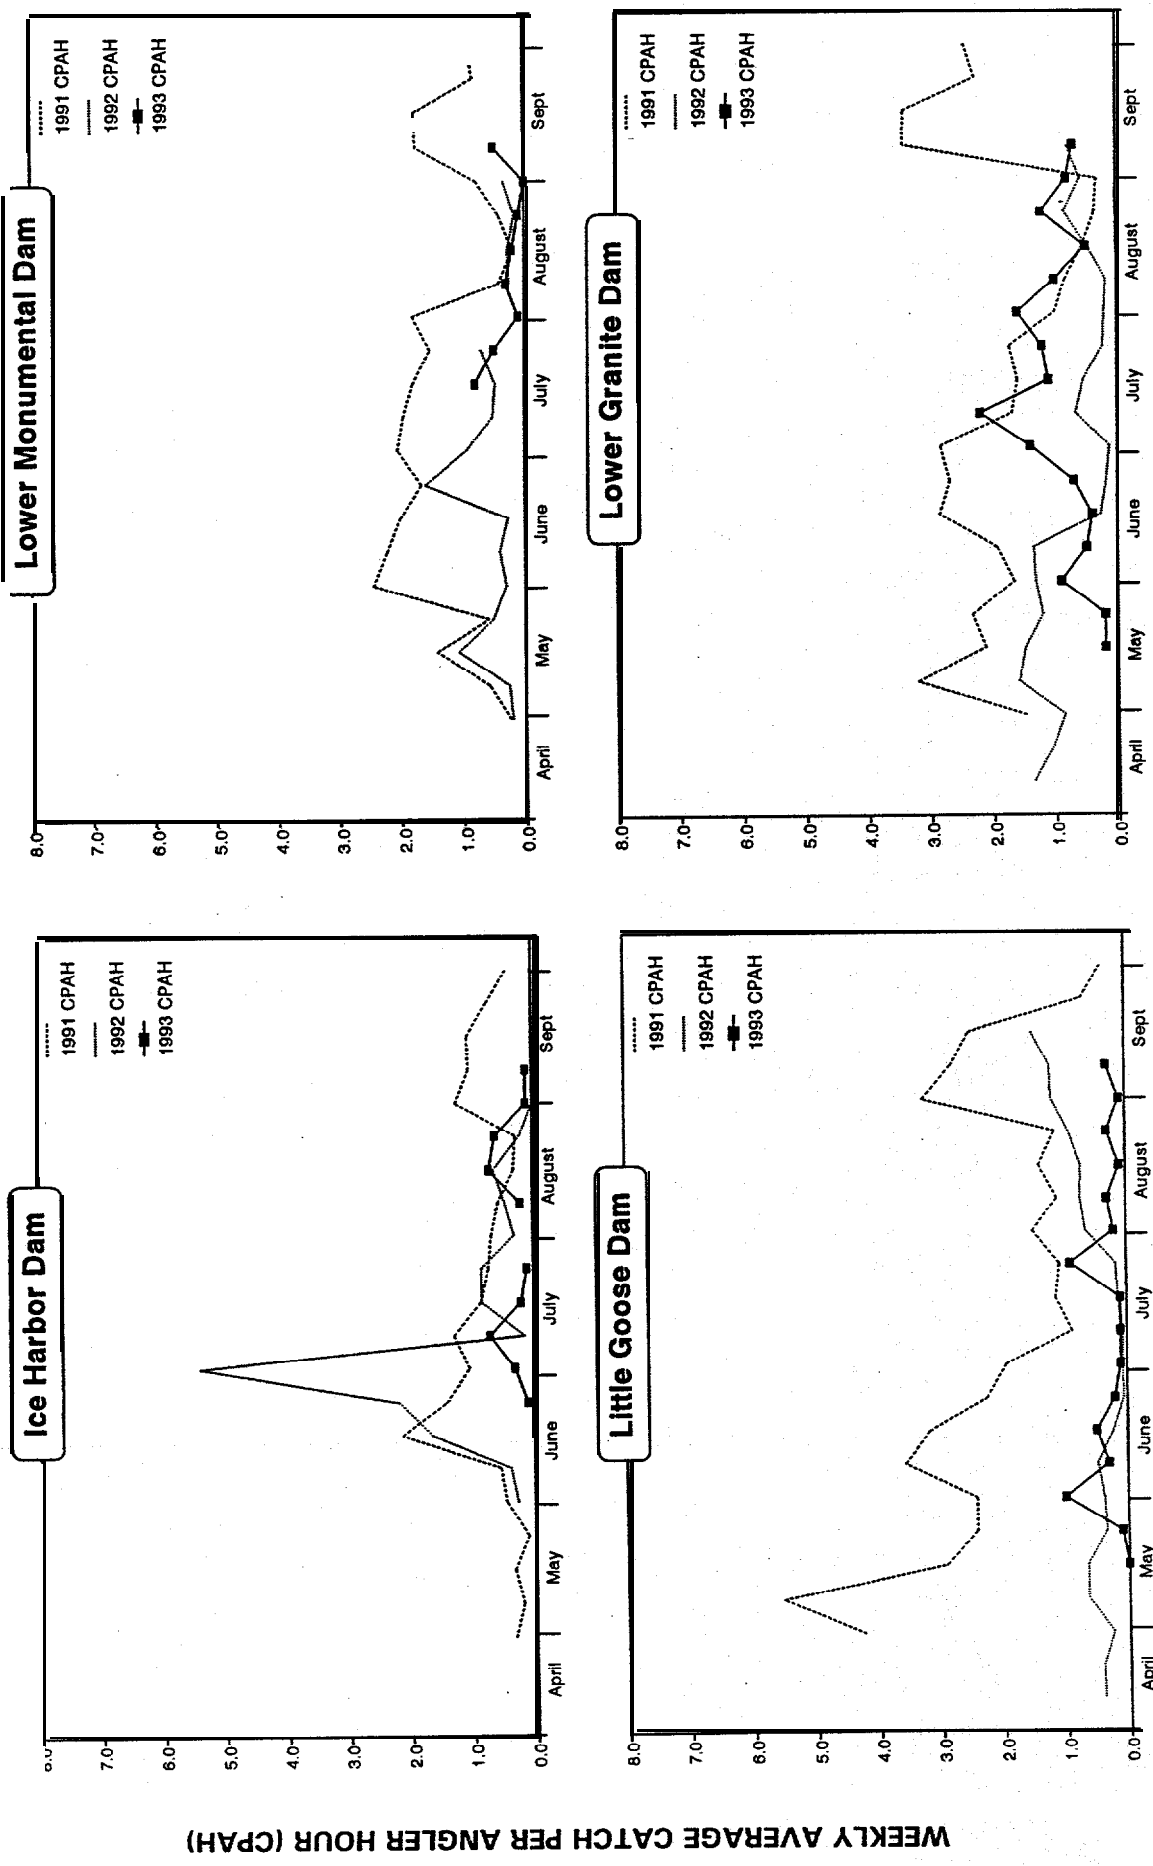 WEEKLY AVERAGE CATCH PER ANGLER HOUR (CPAH)
Ice Harbor Dam
1991 CPAH
1992 CPAH
1993 CPAH
8.0
7.0
6.0
5.0
4.0
3.0
2.0
1.0
0.0
April May June July August Sept
Lower Monumental Dam
1991 CPAH
1992 CPAH
1993 CPAH
8.0
7.0
6.0
5.0
4.0
3.0
2.0
1.0
0.0
April May June July August Sept
Little Goose Dam
1991 CPAH
1992 CPAH
1993 CPAH
8.0
7.0
6.0
5.0
4.0
3.0
2.0
1.0
0.0
April May June July August Sept
Lower Granite Dam
1991 CPAH
1992 CPAH
1993 CPAH
8.0
7.0
6.0
5.0
4.0
3.0
2.0
1.0
0.0
April May June July August Sept